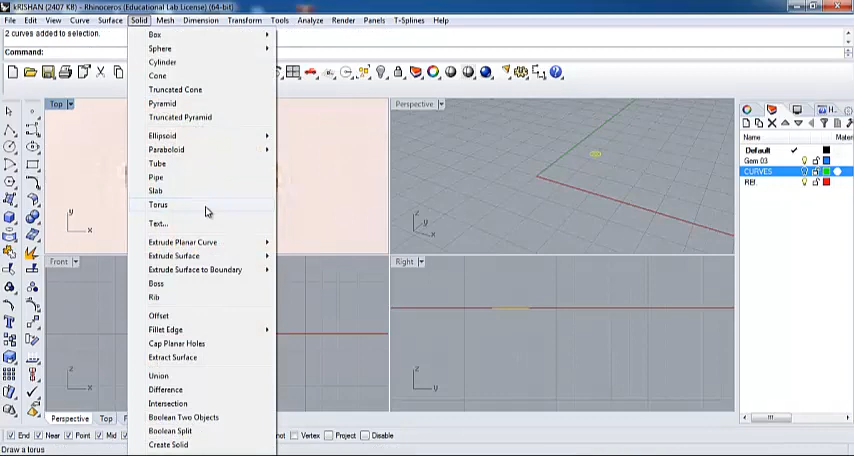 kRISHAN (2407 KB) - Rhinoceros (Educational Lab License) (64-bit)
File Edit View Curve Surface Solid Mesh Dimension Transform Tools Analyze Render Panels T-Splines Help
2 curves added to selection.
Command:
Box
Sphere
Cylinder
Cone
Truncated Cone
Pyramid
Truncated Pyramid
Ellipsoid
Paraboloid
Tube
Pipe
Slab
Torus
Text...
Extrude Planar Curve
Extrude Surface
Extrude Surface to Boundary
Boss
Rib
Offset
Fillet Edge
Cap Planar Holes
Extract Surface
Union
Difference
Intersection
Boolean Two Objects
Boolean Split
Create Solid
Top
y
x
Perspective
z
y
x
Front
z
x
Right
z
y
Name Mater
Default
Gem 03
CURVES
Perspective Top F
End Near Point Mid Vertex Project Disable
Draw a torus